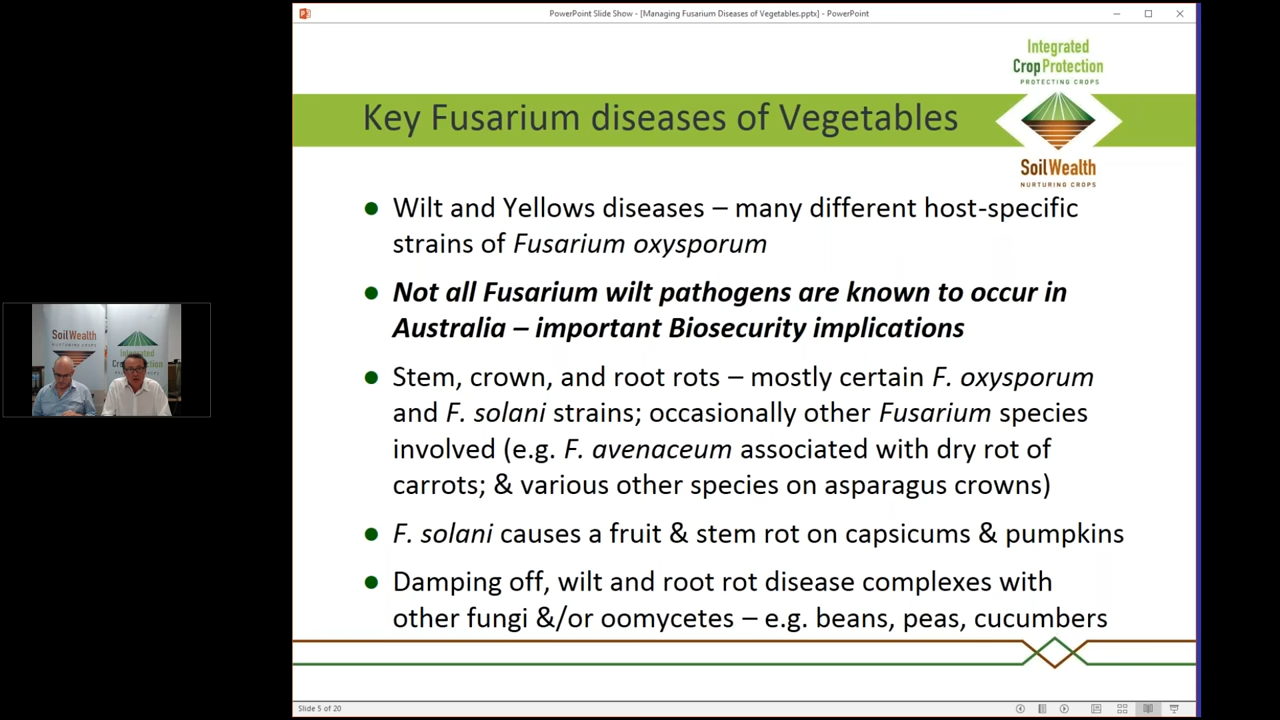 PowerPoint Slide Show - [Managing Fusarium Diseases of Vegetables.pptx] - PowerPoint
Integrated
Crop Protection
PROTECTING CROPS
Key Fusarium diseases of Vegetables
Soil Wealth
NURTURING CROPS
● Wilt and Yellows diseases – many different host-specific
strains of Fusarium oxysporum
● Not all Fusarium wilt pathogens are known to occur in
Australia – important Biosecurity implications
● Stem, crown, and root rots – mostly certain F. oxysporum
and F. solani strains; occasionally other Fusarium species
involved (e.g. F. avenaceum associated with dry rot of
carrots; & various other species on asparagus crowns)
● F. solani causes a fruit & stem rot on capsicums & pumpkins
● Damping off, wilt and root rot disease complexes with
other fungi &/or oomycetes – e.g. beans, peas, cucumbers
Slide 5 of 20
Soil Wealth
Integrated